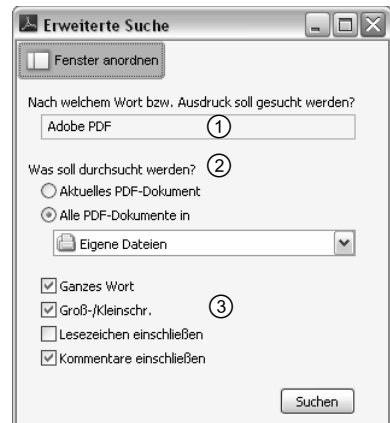 Erweiterte Suche
Fenster anordnen
Nach welchem Wort bzw. Ausdruck soll gesucht werden?
Adobe PDF ①
Was soll durchsucht werden? ②
Aktuelles PDF-Dokument
Alle PDF-Dokumente in
Eigene Dateien
Ganzes Wort
Groß-/Kleinschr. ③
Lesezeichen einschließen
Kommentare einschließen
Suchen